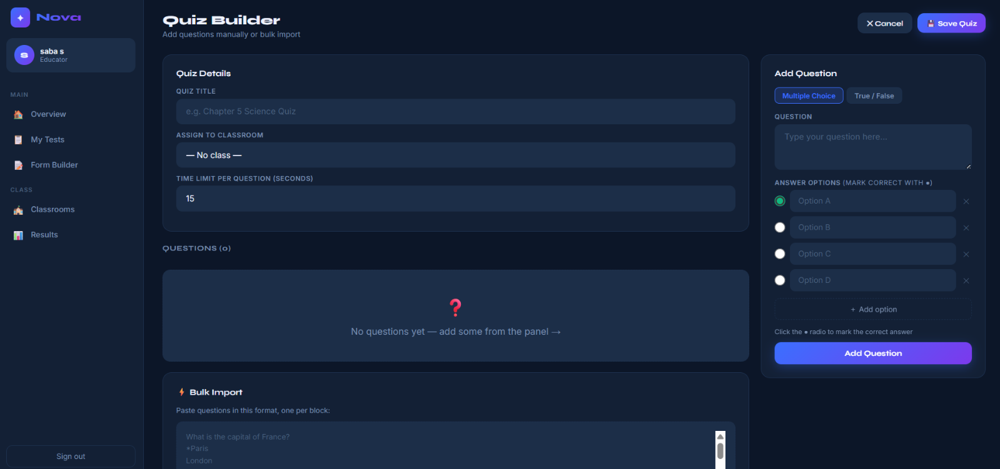 Nova
S
saba s
Educator
MAIN
Overview
My Tests
Form Builder
CLASS
Classrooms
Results
Sign out
Quiz Builder
Add questions manually or bulk import
✕ Cancel
Save Quiz
Quiz Details
QUIZ TITLE
e.g. Chapter 5 Science Quiz
ASSIGN TO CLASSROOM
— No class —
TIME LIMIT PER QUESTION (SECONDS)
15
QUESTIONS (0)
No questions yet — add some from the panel →
Bulk Import
Paste questions in this format, one per block:
What is the capital of France?
*Paris
London
Add Question
Multiple Choice
True / False
QUESTION
Type your question here...
ANSWER OPTIONS (MARK CORRECT WITH ●)
Option A
Option B
Option C
Option D
+ Add option
Click the ● radio to mark the correct answer
Add Question